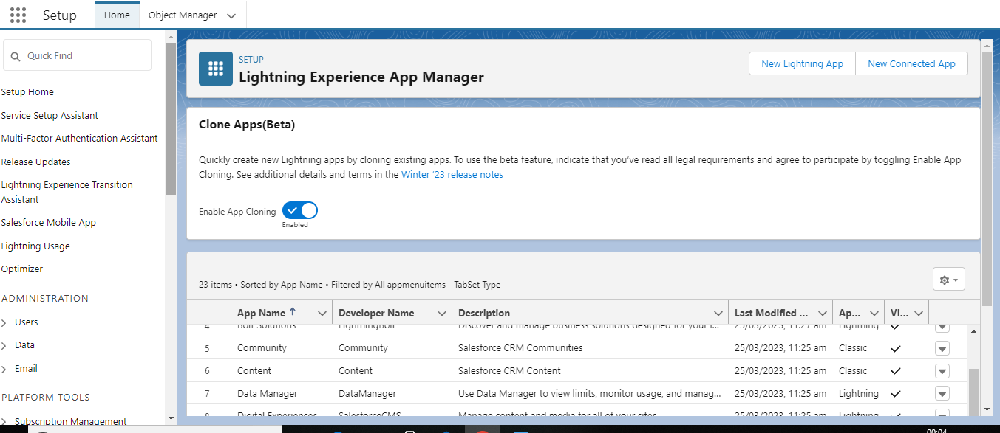 Setup
Home
Object Manager
Quick Find
Setup Home
Service Setup Assistant
Multi-Factor Authentication Assistant
Release Updates
Lightning Experience Transition
Assistant
Salesforce Mobile App
Lightning Usage
Optimizer
ADMINISTRATION
Users
Data
Email
PLATFORM TOOLS
Subscription Management
SETUP
Lightning Experience App Manager
New Lightning App
New Connected App
Clone Apps(Beta)
Quickly create new Lightning apps by cloning existing apps. To use the beta feature, indicate that you've read all legal requirements and agree to participate by toggling Enable App
Cloning. See additional details and terms in the Winter '23 release notes
Enable App Cloning
Enabled
23 items • Sorted by App Name • Filtered by All appmenuitems - TabSet Type
App Name Developer Name Description Last Modified ... Ap... Vi...
4 Bolt Solutions LightningBolt Discover and manage business solutions designed for your i... 25/03/2023, 11:27 am Lightning
5 Community Community Salesforce CRM Communities 25/03/2023, 11:25 am Classic
6 Content Content Salesforce CRM Content 25/03/2023, 11:25 am Classic
7 Data Manager DataManager Use Data Manager to view limits, monitor usage, and manag... 25/03/2023, 11:25 am Lightning
8 Digital Experiences SalesforceCMS Manage content and media for all of your sites. 25/03/2023, 11:25 am Lightning
00:04